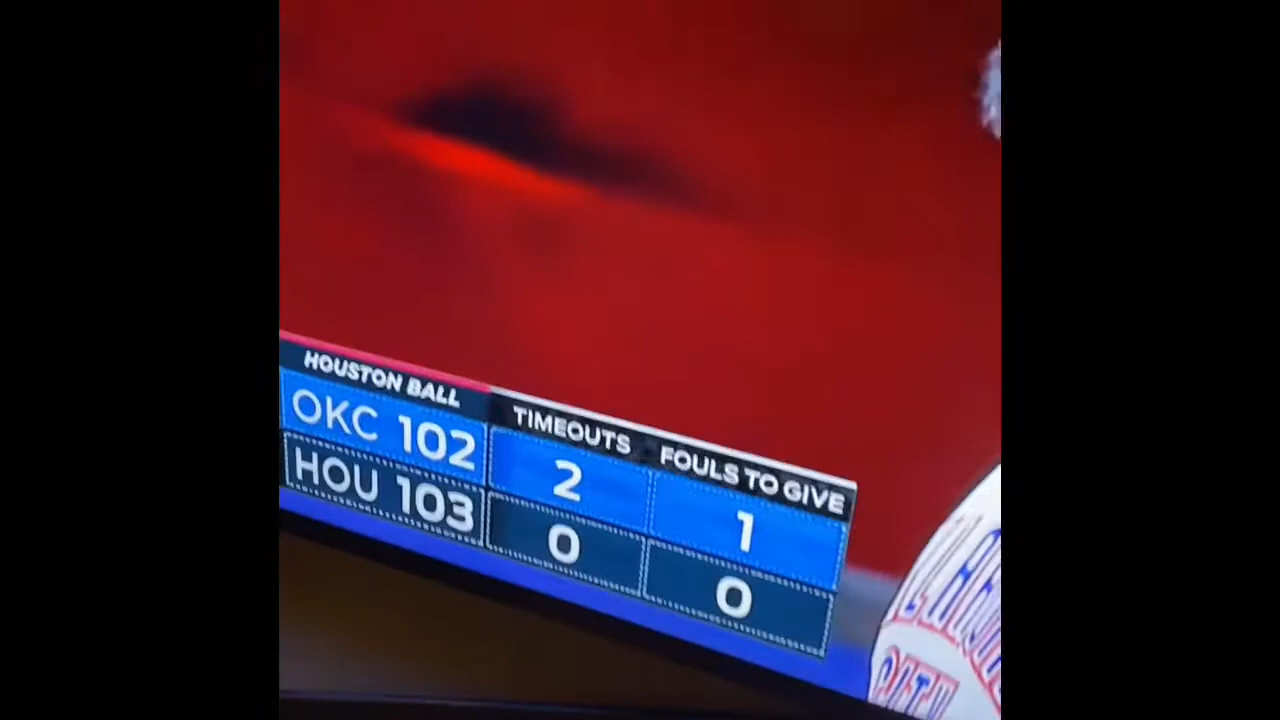 HOUSTON BALL
TIMEOUTS
FOULS TO GIVE
OKC 102 2 1
HOU 103 0 0